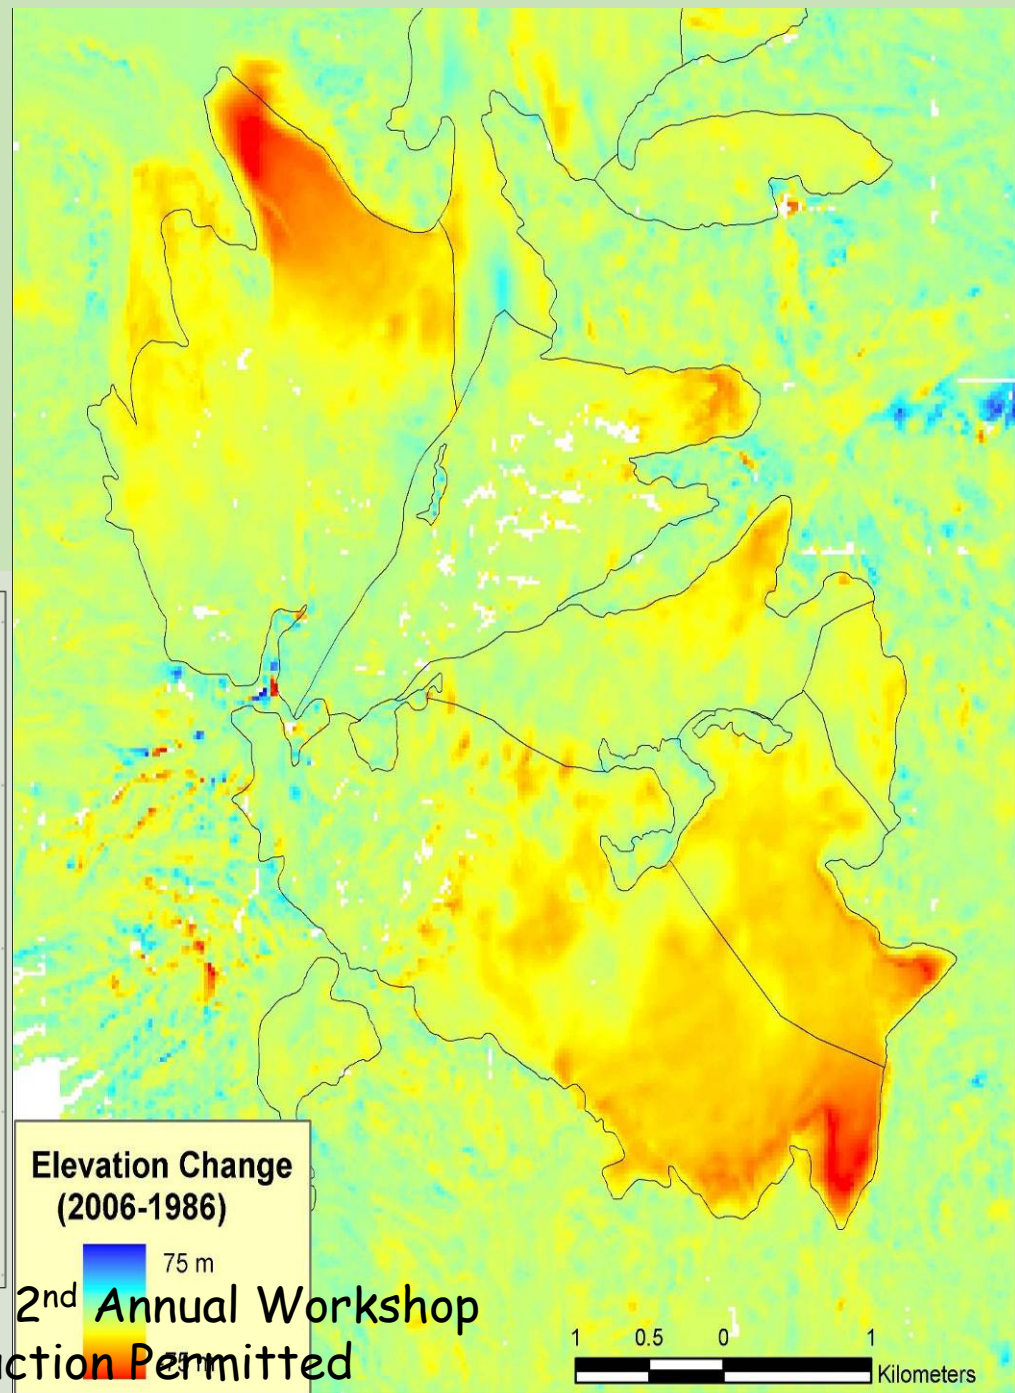 Elevation Change
(2006-1986)
75 m
2nd Annual Workshop
Permitted
1 0.5 0 1
Kilometers